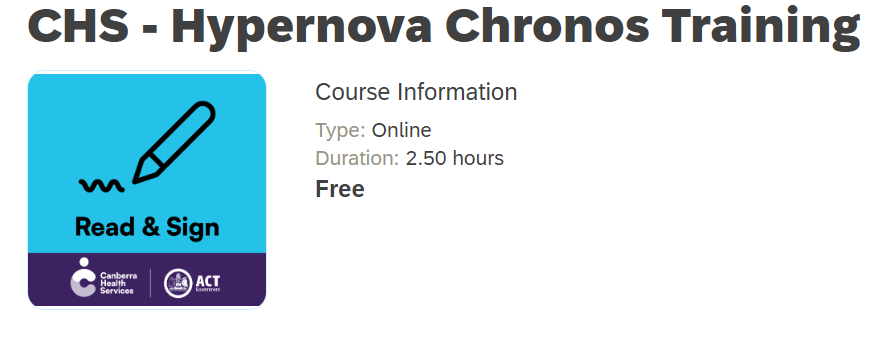 CHS - Hypernova Chronos Training
Course Information
Type: Online
Duration: 2.50 hours
Free
Read & Sign
Canberra
Health
Services
ACT
Government